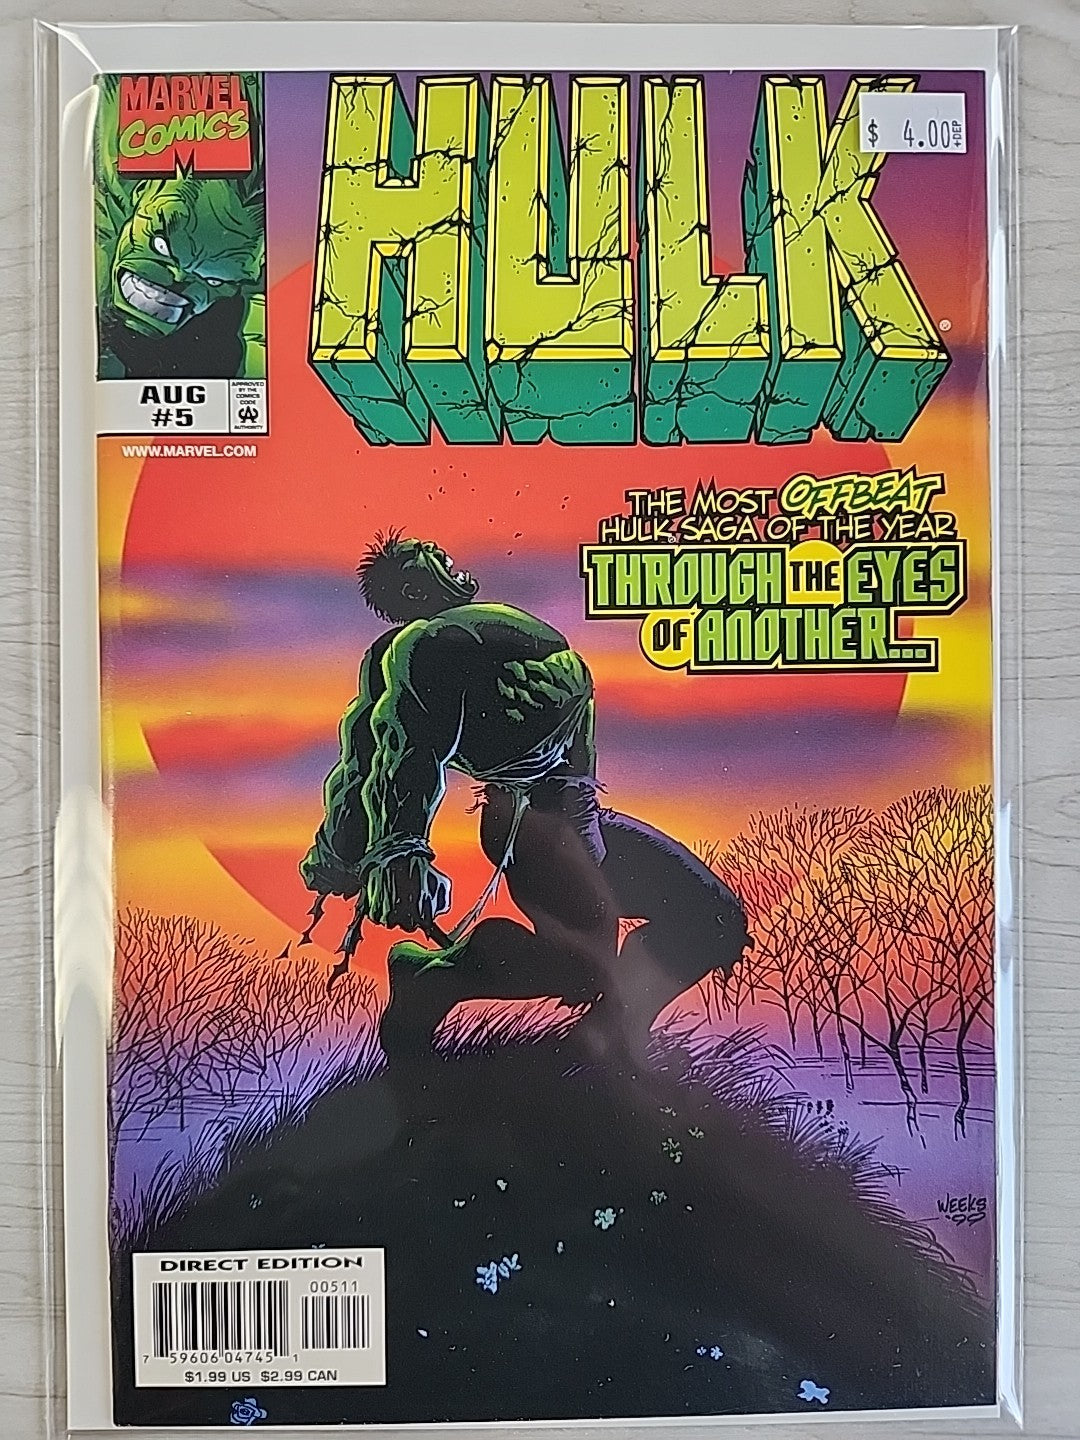 MARVEL
COMICS
M
HULK
®
$ 4.00 +DEP
AUG
#5
APPROVED
BY THE
COMICS
CODE
CA
AUTHORITY
WWW.MARVEL.COM
THE MOST OFFBEAT
HULK SAGA OF THE YEAR
THROUGH THE EYES
OF ANOTHER...
WEEKS
'99
DIRECT EDITION
00511
7 59606 04745 1
$1.99 US $2.99 CAN